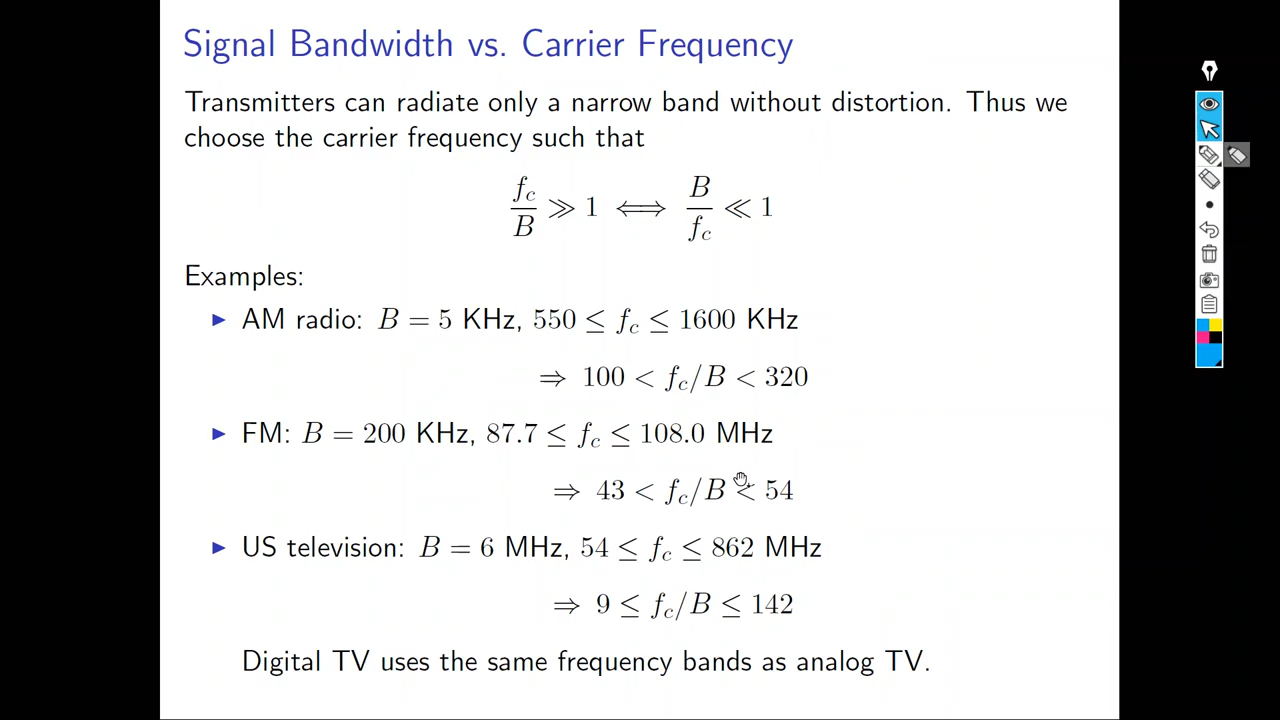 Signal Bandwidth vs. Carrier Frequency
Transmitters can radiate only a narrow band without distortion. Thus we
choose the carrier frequency such that
f_c/B ≫ 1 ⟺ B/f_c ≪ 1
Examples:
▶ AM radio: B = 5 KHz, 550 ≤ f_c ≤ 1600 KHz
⇒ 100 < f_c/B < 320
▶ FM: B = 200 KHz, 87.7 ≤ f_c ≤ 108.0 MHz
⇒ 43 < f_c/B < 54
▶ US television: B = 6 MHz, 54 ≤ f_c ≤ 862 MHz
⇒ 9 ≤ f_c/B ≤ 142
Digital TV uses the same frequency bands as analog TV.